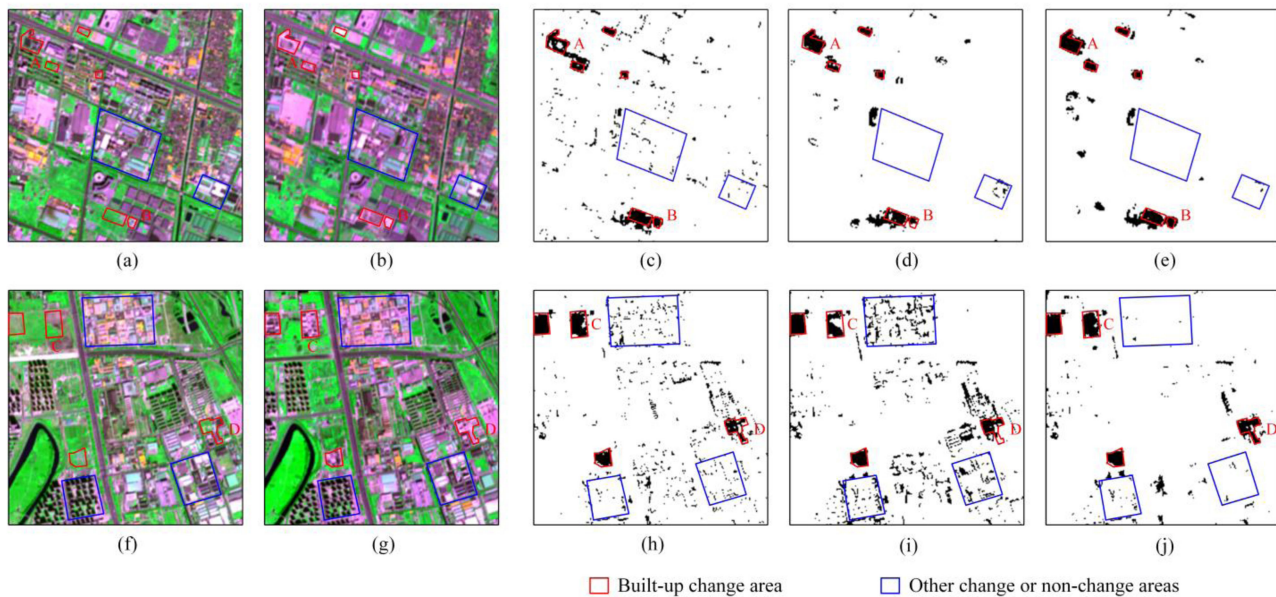 A
A
A
A
A
B
B
B
B
B
(a)
(b)
(c)
(d)
(e)
C
C
C
C
C
D
D
D
D
D
(f)
(g)
(h)
(i)
(j)
Built-up change area
Other change or non-change areas